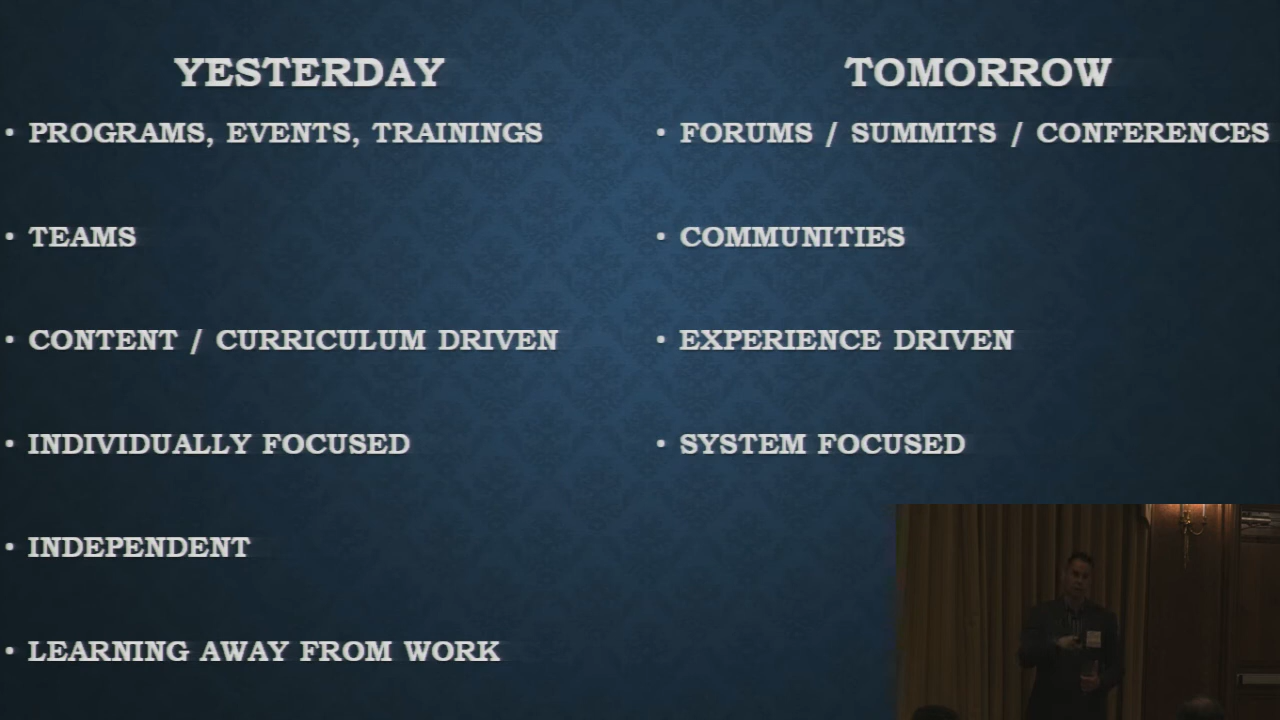 YESTERDAY
• PROGRAMS, EVENTS, TRAININGS
• TEAMS
• CONTENT / CURRICULUM DRIVEN
• INDIVIDUALLY FOCUSED
• INDEPENDENT
• LEARNING AWAY FROM WORK
TOMORROW
• FORUMS / SUMMITS / CONFERENCES
• COMMUNITIES
• EXPERIENCE DRIVEN
• SYSTEM FOCUSED